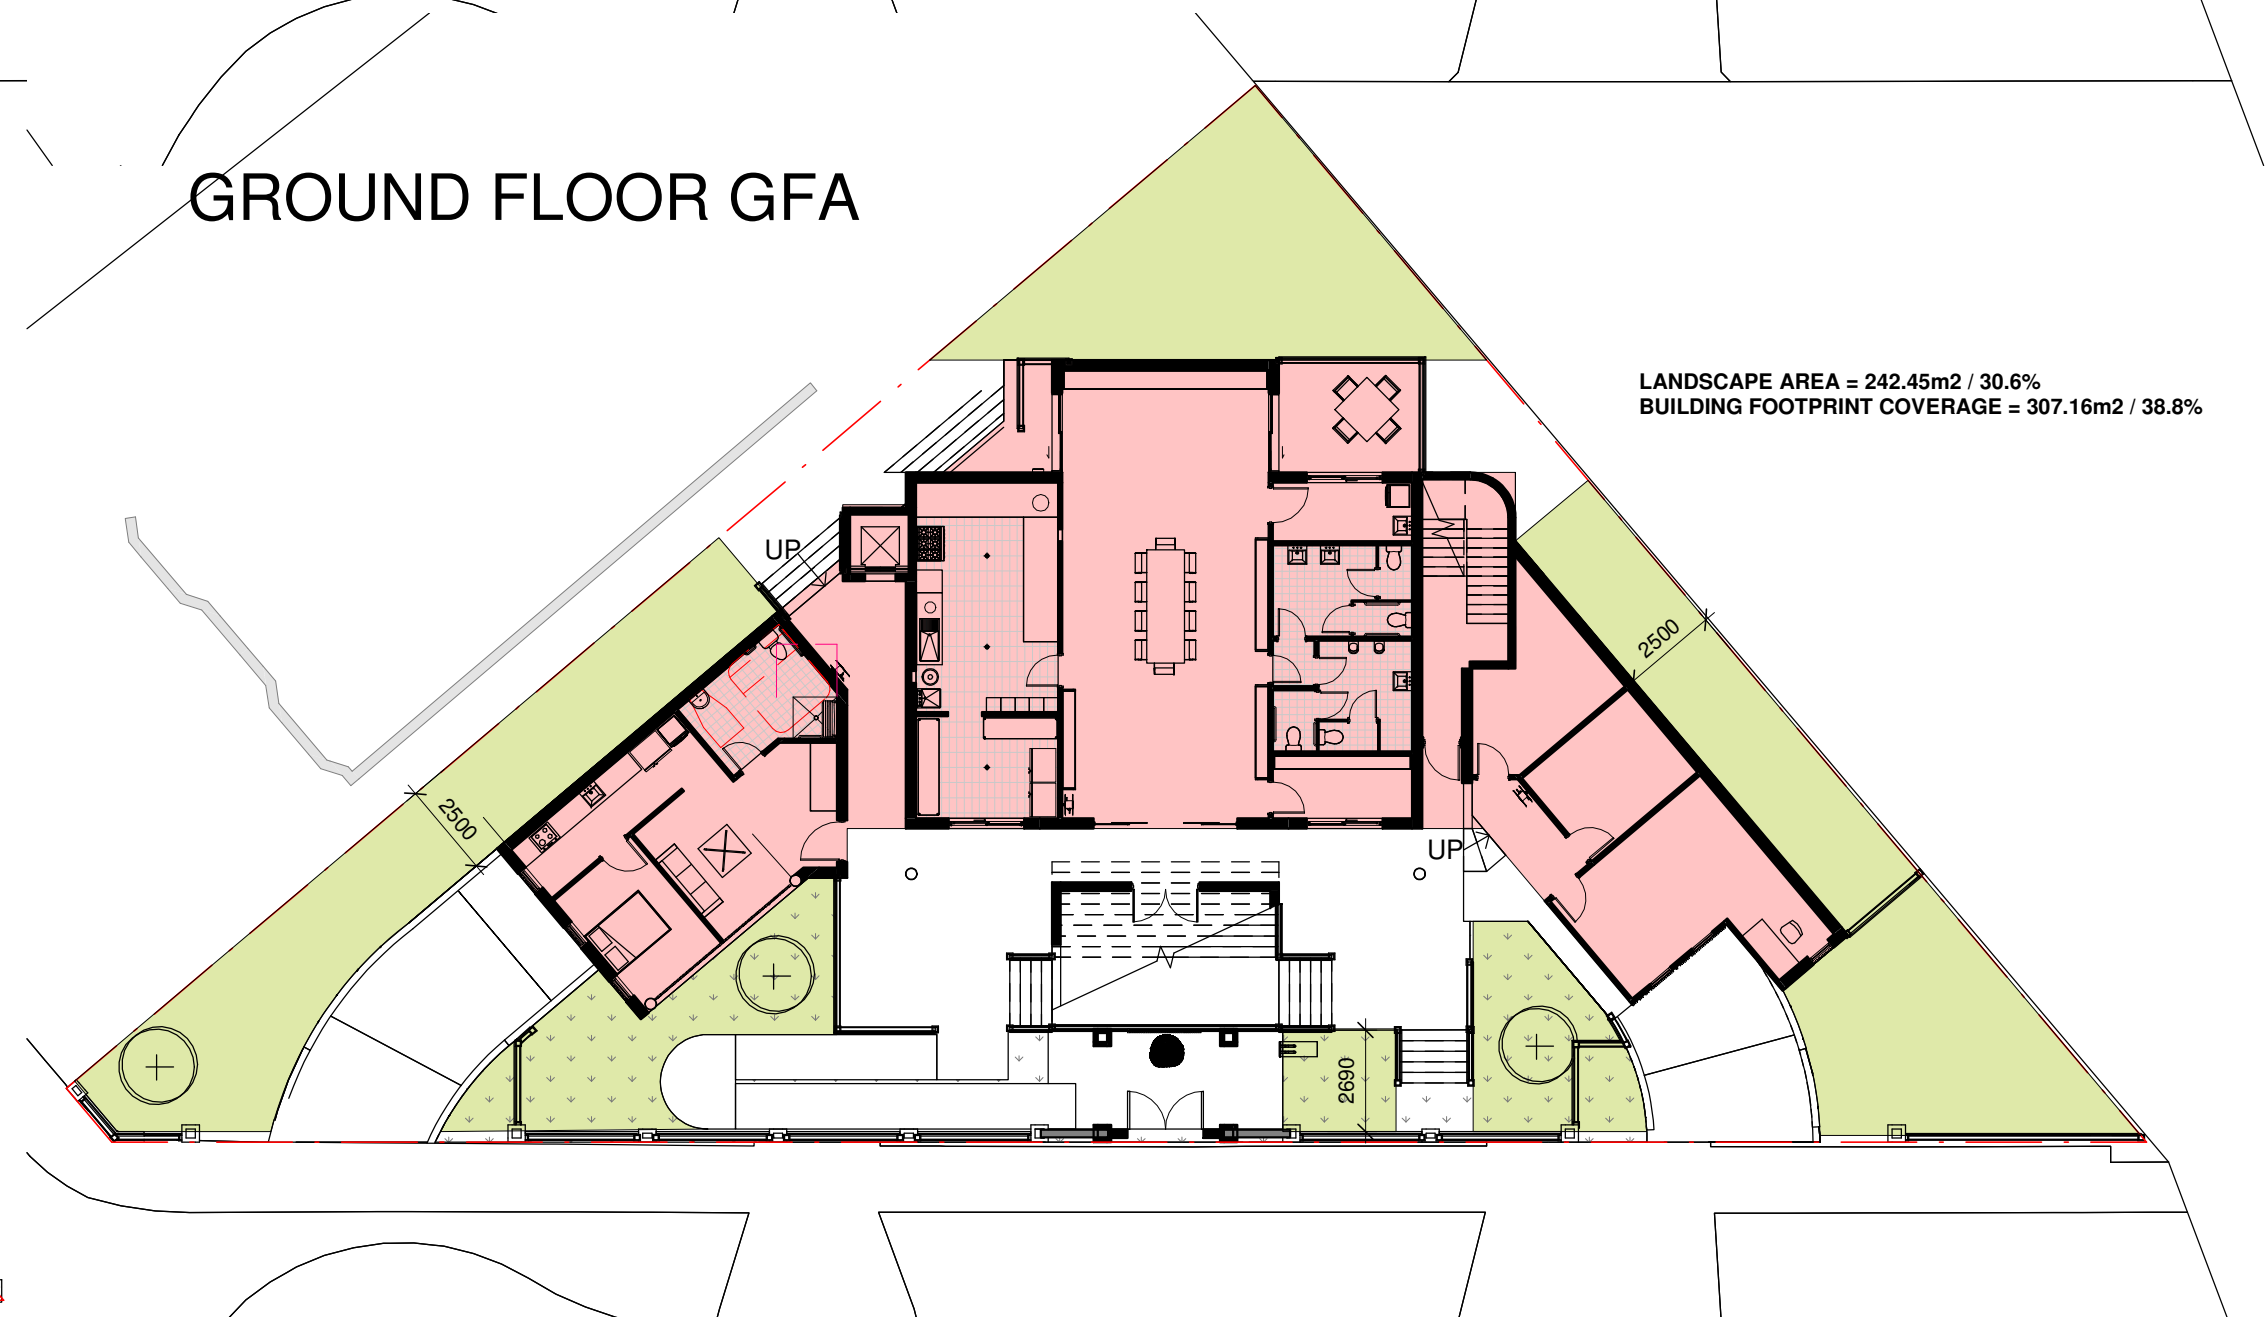 GROUND FLOOR GFA
LANDSCAPE AREA = 242.45m2 / 30.6%
BUILDING FOOTPRINT COVERAGE = 307.16m2 / 38.8%
UP
2500
2500
UP
2690